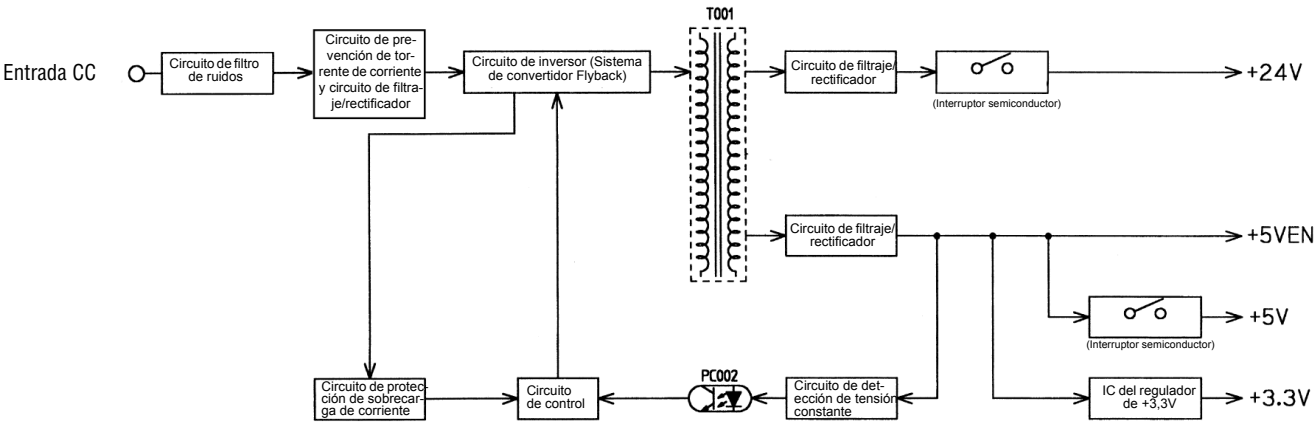 T001
Entrada CC
Circuito de filtro
de ruidos
Circuito de pre-
vención de tor-
rente de corriente
y circuito de filtra-
je/rectificador
Circuito de inversor (Sistema
de convertidor Flyback)
Circuito de filtraje/
rectificador
(Interruptor semiconductor)
+24V
Circuito de filtraje/
rectificador
+5VEN
(Interruptor semiconductor)
+5V
Circuito de protec-
ción de sobrecar-
ga de corriente
Circuito
de control
PC002
Circuito de det-
ección de tensión
constante
IC del regulador
de +3,3V
+3.3V